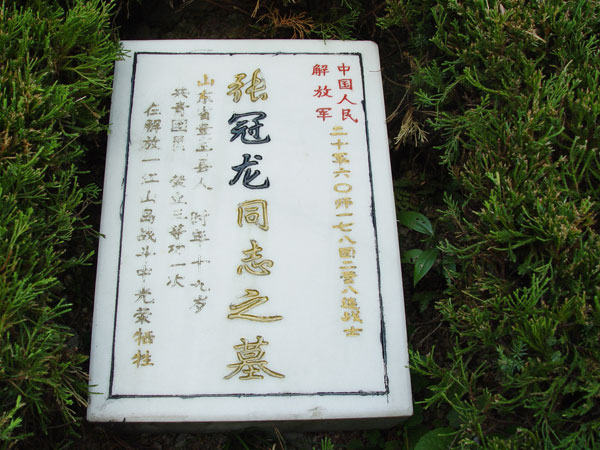 中国人民
解放军
二十军六〇师一七八团二营八连战士
张冠龙同志之墓
山东省 县人 时年 九岁
共青团员 立三等功一次
在解放一江山岛战斗中光荣牺牲